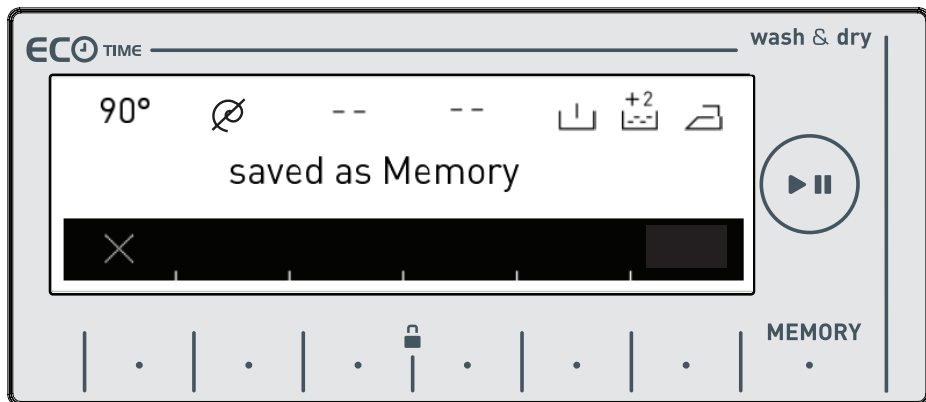 ECO TIME
wash & dry
90° -- --
+2
saved as Memory
MEMORY